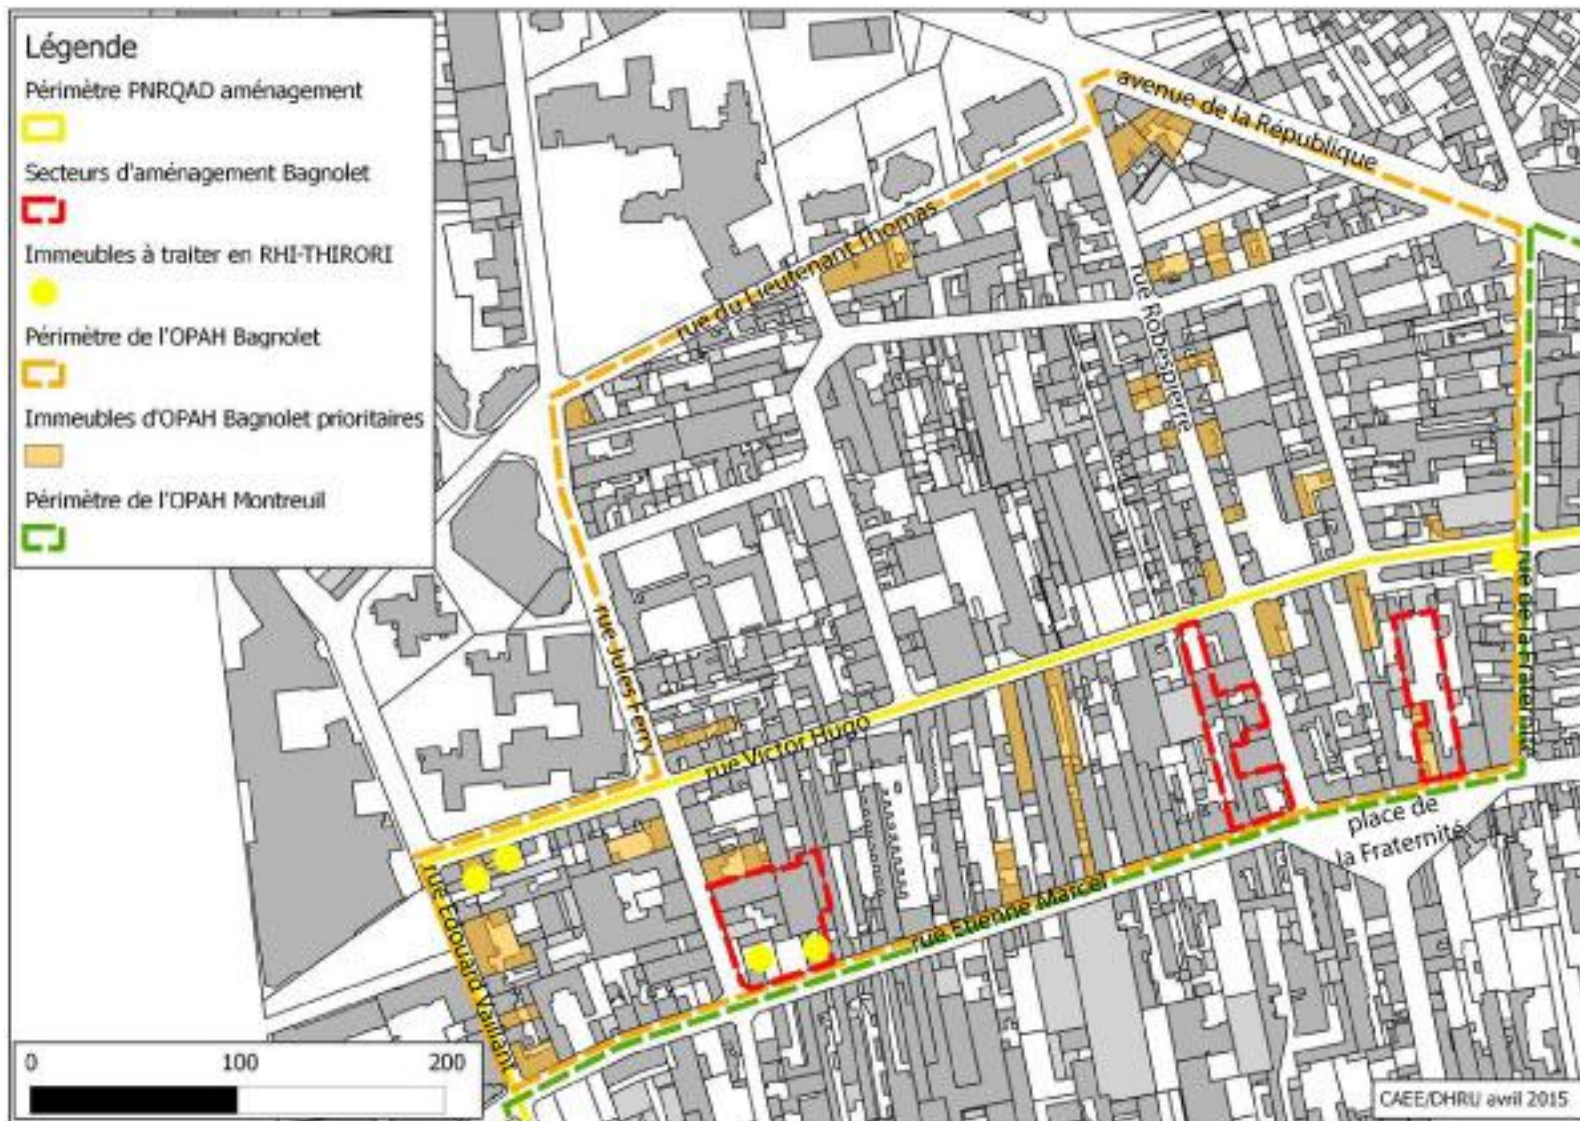 Légende
Périmètre PNRQAD aménagement
Secteurs d'aménagement Bagnolet
Immeubles à traiter en RHI-THIRORI
Périmètre de l'OPAH Bagnolet
Immeubles d'OPAH Bagnolet prioritaires
Périmètre de l'OPAH Montreuil
avenue de la République
rue du Lieutenant Thomas
rue Robespierre
rue Jules Ferry
rue Victor Hugo
rue de la Fraternité
rue Edouard Vaillant
rue Etienne Marcel
place de
la Fraternité
0 100 200
CAEE/DHRU avril 2015